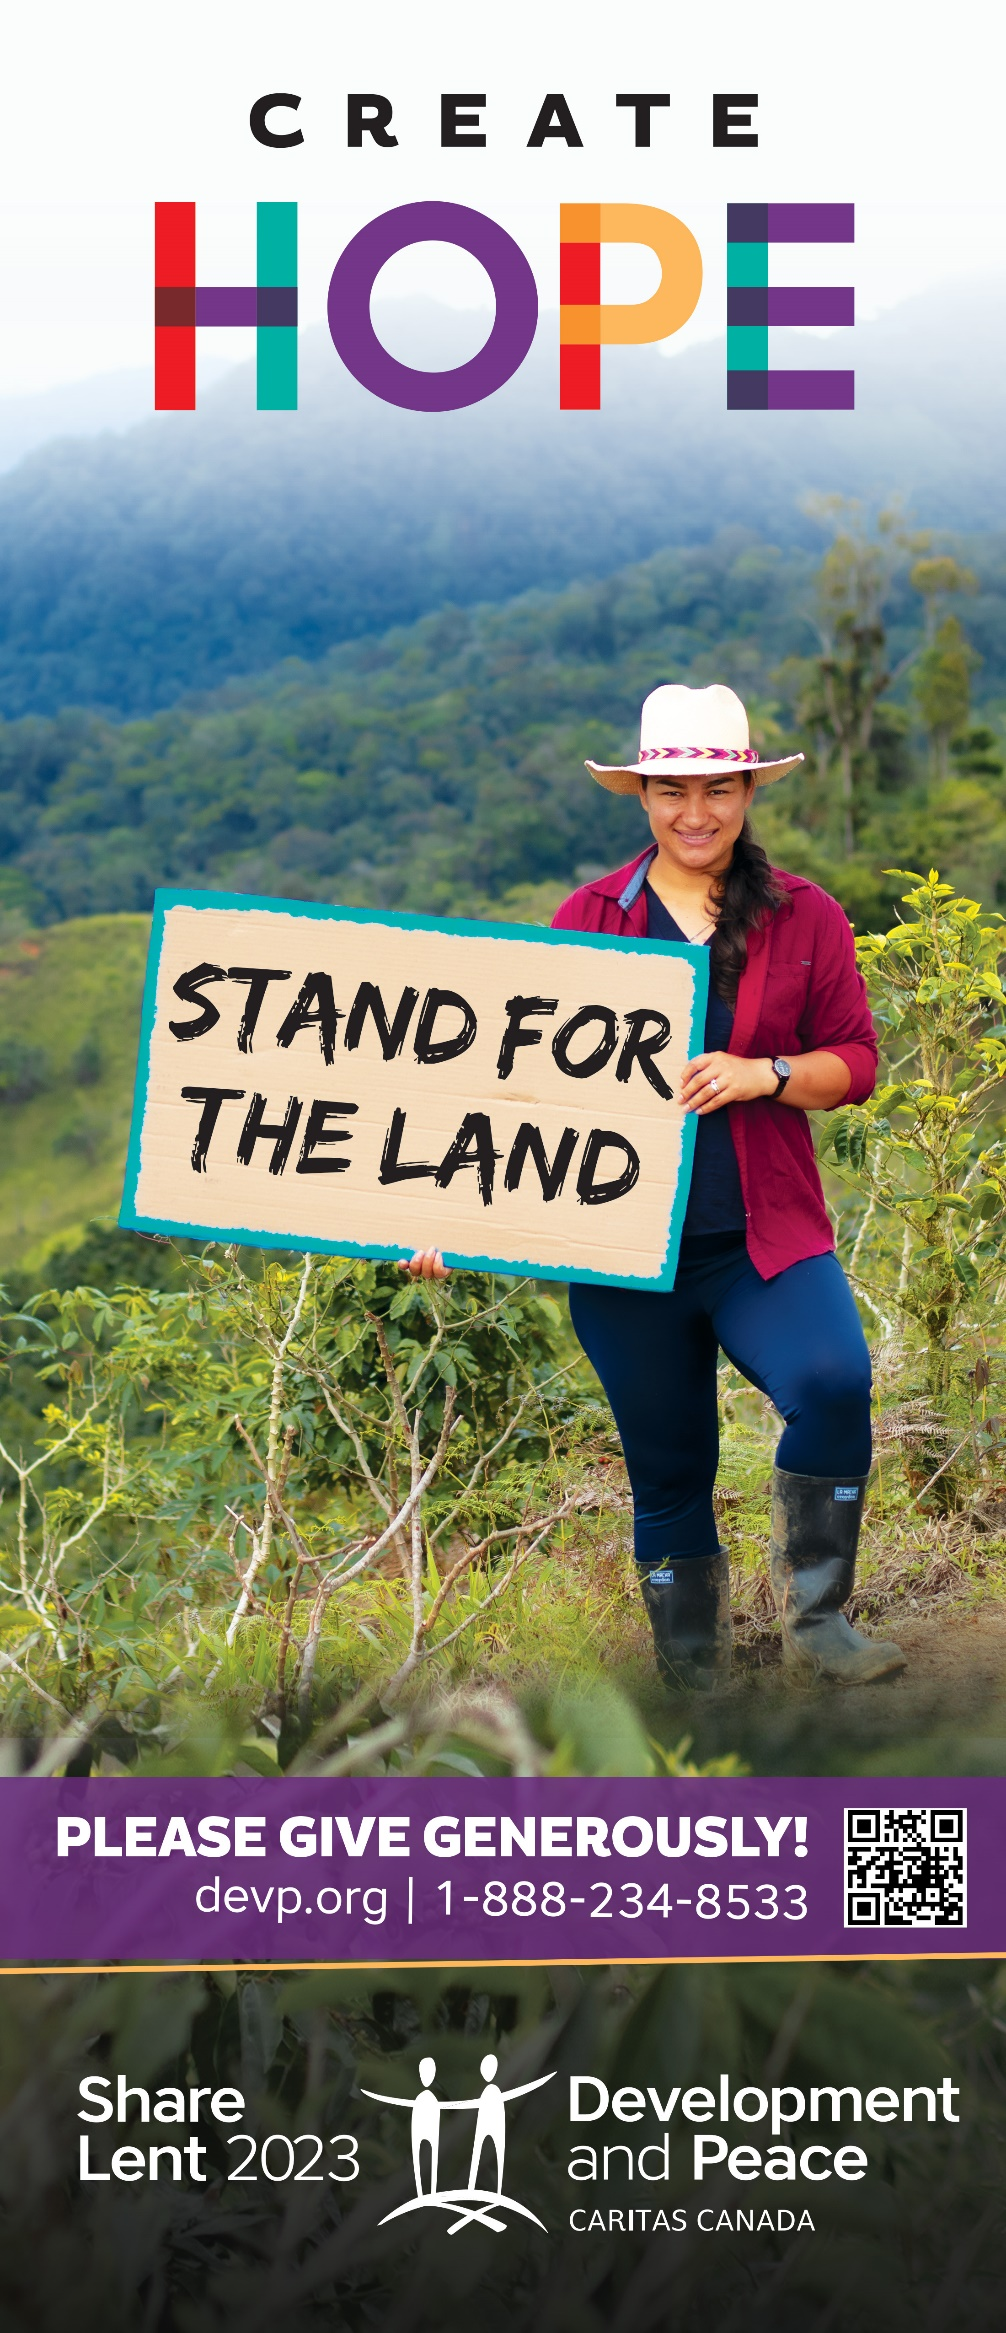 CREATE
HOPE
STAND FOR
THE LAND
PLEASE GIVE GENEROUSLY!
devp.org | 1-888-234-8533
Share
Lent 2023
Development
and Peace
CARITAS CANADA